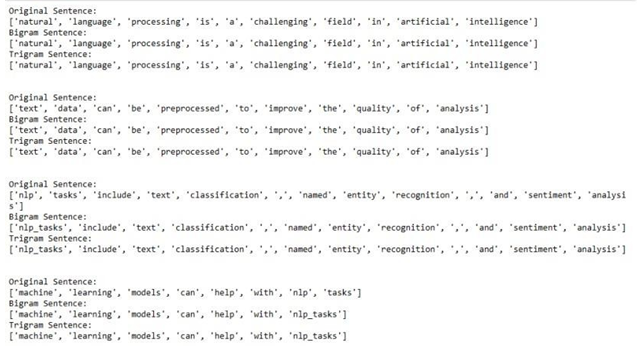 Original Sentence:
['natural', 'language', 'processing', 'is', 'a', 'challenging', 'field', 'in', 'artificial', 'intelligence']
Bigram Sentence:
['natural', 'language', 'processing', 'is', 'a', 'challenging', 'field', 'in', 'artificial', 'intelligence']
Trigram Sentence:
['natural', 'language', 'processing', 'is', 'a', 'challenging', 'field', 'in', 'artificial', 'intelligence']
Original Sentence:
['text', 'data', 'can', 'be', 'preprocessed', 'to', 'improve', 'the', 'quality', 'of', 'analysis']
Bigram Sentence:
['text', 'data', 'can', 'be', 'preprocessed', 'to', 'improve', 'the', 'quality', 'of', 'analysis']
Trigram Sentence:
['text', 'data', 'can', 'be', 'preprocessed', 'to', 'improve', 'the', 'quality', 'of', 'analysis']
Original Sentence:
['nlp', 'tasks', 'include', 'text', 'classification', ',', 'named', 'entity', 'recognition', ',', 'and', 'sentiment', 'analysi
s']
Bigram Sentence:
['nlp_tasks', 'include', 'text', 'classification', ',', 'named', 'entity', 'recognition', ',', 'and', 'sentiment', 'analysis']
Trigram Sentence:
['nlp_tasks', 'include', 'text', 'classification', ',', 'named', 'entity', 'recognition', ',', 'and', 'sentiment', 'analysis']
Original Sentence:
['machine', 'learning', 'models', 'can', 'help', 'with', 'nlp', 'tasks']
Bigram Sentence:
['machine', 'learning', 'models', 'can', 'help', 'with', 'nlp_tasks']
Trigram Sentence:
['machine', 'learning', 'models', 'can', 'help', 'with', 'nlp_tasks']